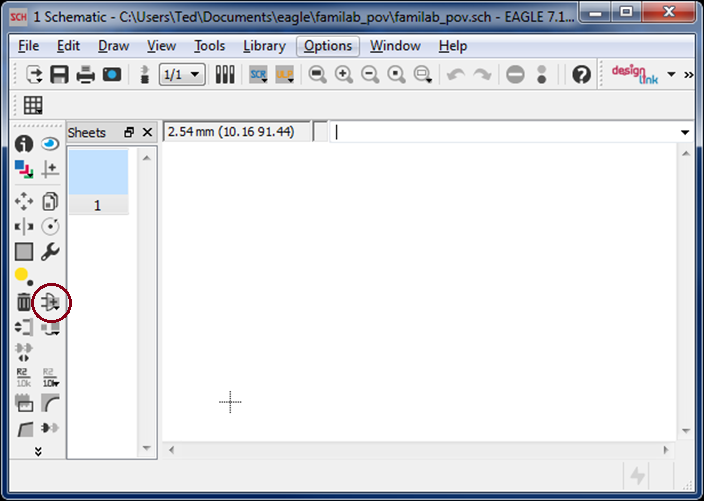 1 Schematic - C:\Users\Ted\Documents\eagle\familab_pov\familab_pov.sch - EAGLE 7.1...
File Edit Draw View Tools Library Options Window Help
1/1 SCR ULP design link
Sheets 2.54 mm (10.16 91.44)
1
R2 R2
10k 10k